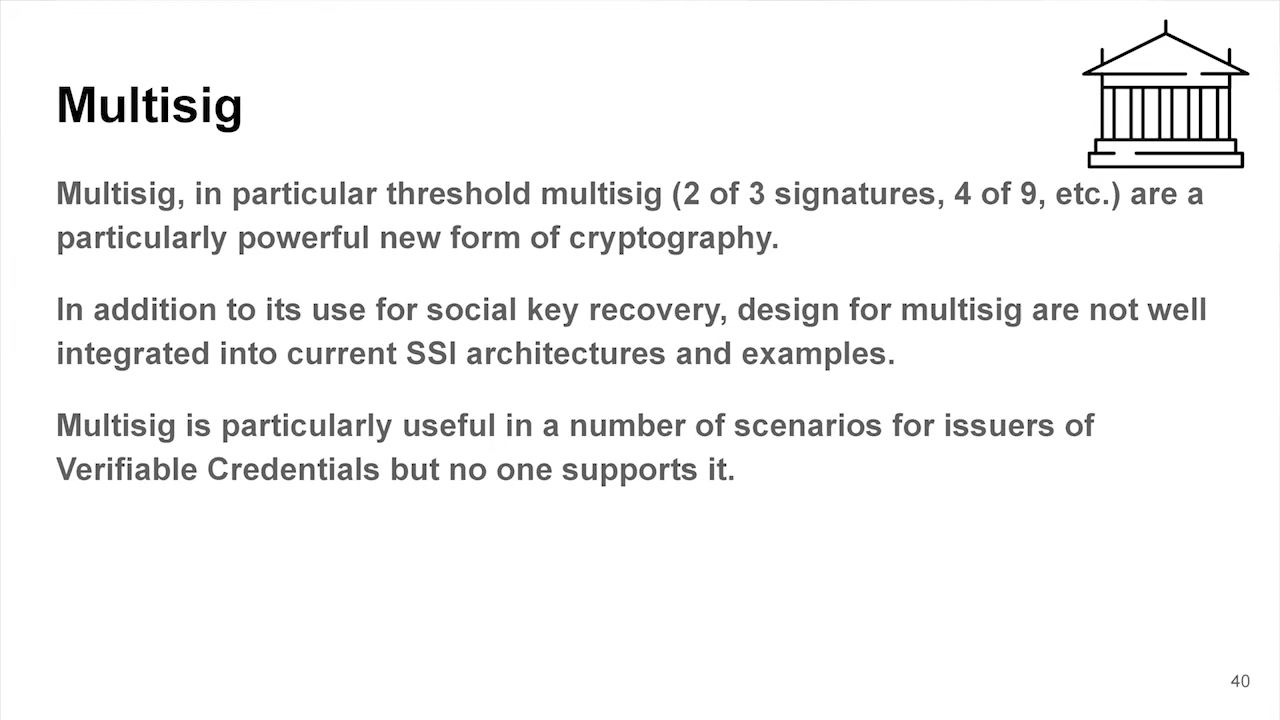 Multisig
Multisig, in particular threshold multisig (2 of 3 signatures, 4 of 9, etc.) are a
particularly powerful new form of cryptography.
In addition to its use for social key recovery, design for multisig are not well
integrated into current SSI architectures and examples.
Multisig is particularly useful in a number of scenarios for issuers of
Verifiable Credentials but no one supports it.
40